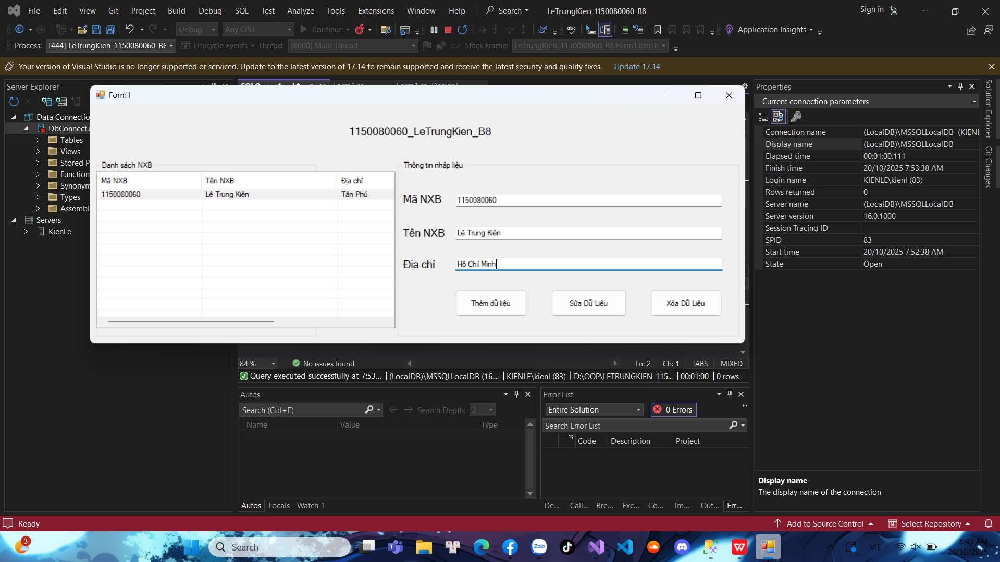 File Edit View Git Project Build Debug SQL Test Analyze Tools Extensions Window Help Search LeTrungKien_1150080060_B8 Sign in
Debug Any CPU Continue Application Insights
Process: [444] LeTrungKien_1150080060_B8 Lifecycle Events Thread: [8600] Main Thread Stack Frame: LeTrungKien_1150080060_B8.Form1.btnTh
Your version of Visual Studio is no longer supported or serviced. Update to the latest version of 17.14 to remain supported and receive the latest security and quality fixes. Update 17.14
Server Explorer
Data Connectio
DbConnect.
Tables
Views
Stored P
Function
Synonym
Types
Assembl
Servers
KienLe
Form1
1150080060_LeTrungKien_B8
Danh sách NXB
Mã NXB Tên NXB Địa chỉ
1150080060 Lê Trung Kiên Tân Phú
Thông tin nhập liệu
Mã NXB 1150080060
Tên NXB Lê Trung Kiên
Địa chỉ Hồ Chí Minh
Thêm dữ liệu Sửa Dữ Liệu Xóa Dữ Liệu
84 % No issues found Ln: 2 Ch: 1 TABS MIXED
Query executed successfully at 7:53... (LocalDB)\MSSQLLocalDB (16.... KIENLE\kienl (83) D:\OOP\LETRUNGKIEN_115... 00:01:00 0 rows
Autos
Search (Ctrl+E) Search Depth: 3
Name Value Type
Autos Locals Watch 1
Error List
Entire Solution 0 Errors
Search Error List
Code Description Project
De... Call... Bre... Exc... Co... Im... Out... Err...
Properties
Current connection parameters
Connection name (LocalDB)\MSSQLLocalDB (KIENL
Display name (LocalDB)\MSSQLLocalDB
Elapsed time 00:01:00.111
Finish time 20/10/2025 7:53:38 AM
Login name KIENLE\kienl (83)
Rows returned 0
Server name (LocalDB)\MSSQLLocalDB
Server version 16.0.1000
Session Tracing ID
SPID 83
Start time 20/10/2025 7:52:38 AM
State Open
Display name
The display name of the connection
Solution Explorer
Git Changes
Ready Add to Source Control Select Repository
3 Search Zalo VIE 8:43 AM
20/10/2025